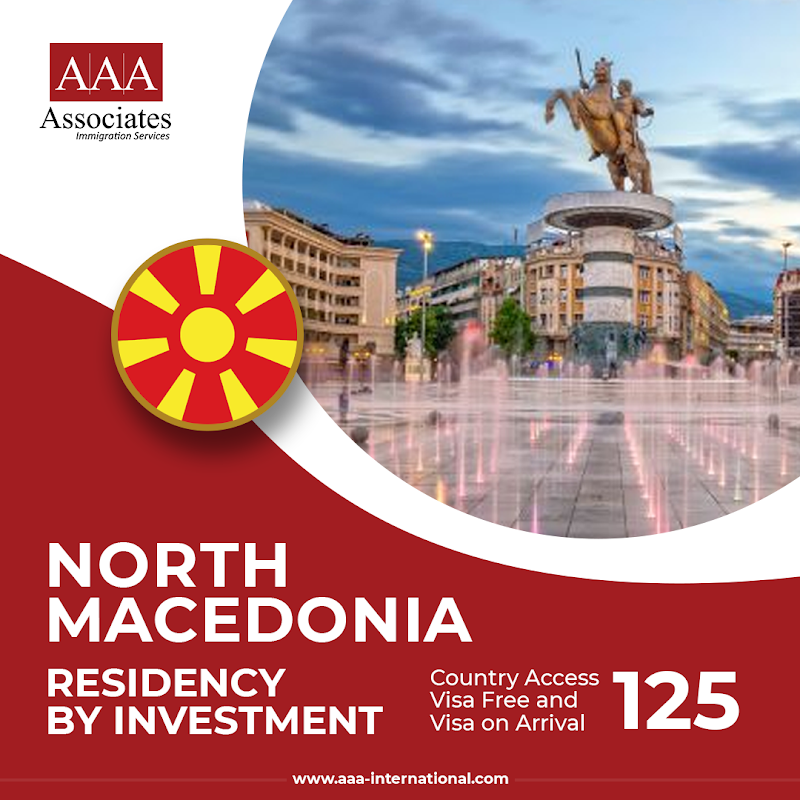 A|A|A
Associates
Immigration Services
NORTH
MACEDONIA
RESIDENCY
BY INVESTMENT
Country Access
Visa Free and
Visa on Arrival
125
www.aaa-international.com